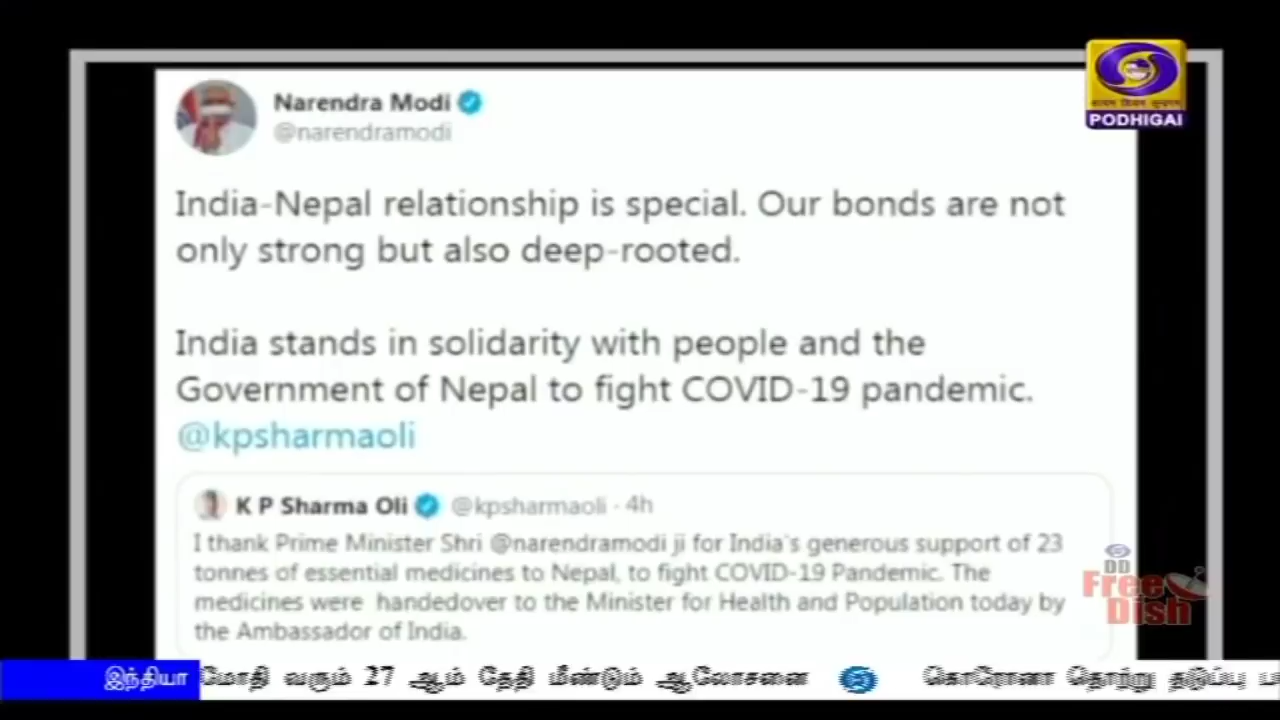 Narendra Modi
@narendramodi
PODHIGAI
India-Nepal relationship is special. Our bonds are not
only strong but also deep-rooted.
India stands in solidarity with people and the
Government of Nepal to fight COVID-19 pandemic.
@kpsharmaoli
K P Sharma Oli @kpsharmaoli · 4h
I thank Prime Minister Shri @narendramodi ji for India's generous support of 23
tonnes of essential medicines to Nepal, to fight COVID-19 Pandemic. The
medicines were handedover to the Minister for Health and Population today by
the Ambassador of India.
DD
Free
Dish
இந்தியா மோதி வரும் 27 ஆம் தேதி மீண்டும் ஆலோசனை கொரோனா தொற்று தடுப்பு